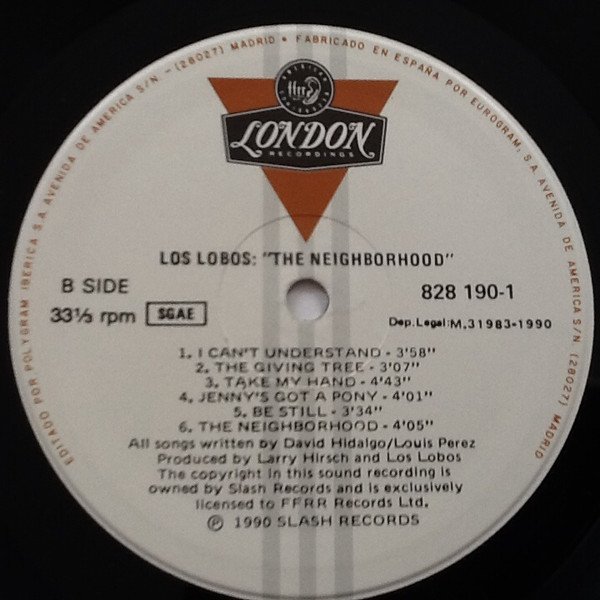 EDITADO POR POLYGRAM IBERICA S.A. AVENIDA DE AMERICA S/N - (28027) MADRID • FABRICADO EN ESPAÑA POR EUROGRAM, S.A. AVENIDA DE AMERICA S/N (28027) MADRID
ffrr
LONDON
RECORDINGS
LOS LOBOS: "THE NEIGHBORHOOD"
B SIDE
828 190-1
33⅓ rpm
SGAE
Dep. Legal: M. 31983-1990
1. I CAN'T UNDERSTAND - 3'58"
2. THE GIVING TREE - 3'07"
3. TAKE MY HAND - 4'43"
4. JENNY'S GOT A PONY - 4'01"
5. BE STILL - 3'34"
6. THE NEIGHBORHOOD - 4'05"
All songs written by David Hidalgo/Louis Perez
Produced by Larry Hirsch and Los Lobos
The copyright in this sound recording is
owned by Slash Records and is exclusively
licensed to FFRR Records Ltd.
℗ 1990 SLASH RECORDS